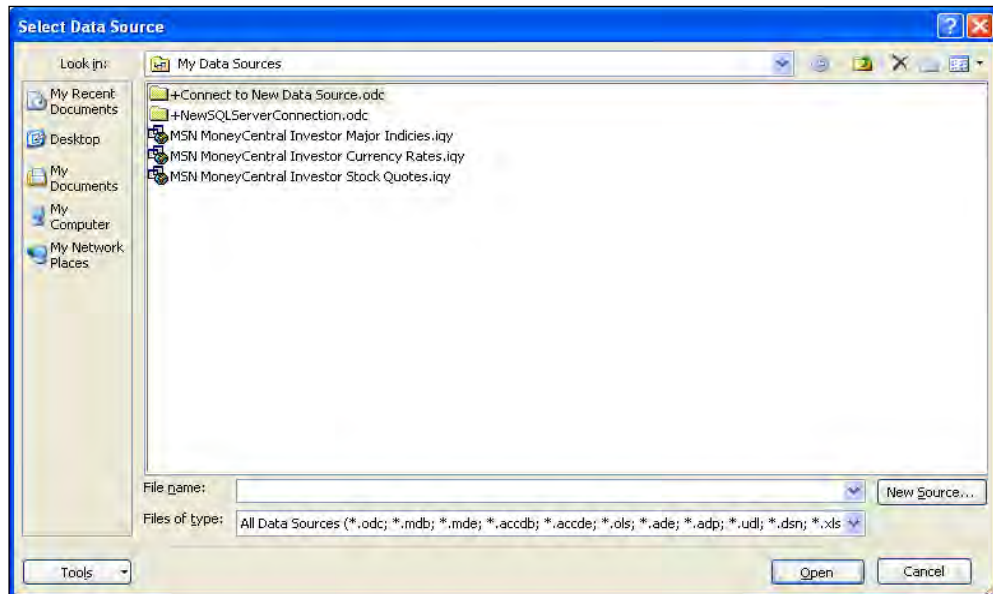 Select Data Source
Look in:
My Data Sources
My Recent
Documents
Desktop
My
Documents
My
Computer
My Network
Places
+Connect to New Data Source.odc
+NewSQLServerConnection.odc
MSN MoneyCentral Investor Major Indicies.iqy
MSN MoneyCentral Investor Currency Rates.iqy
MSN MoneyCentral Investor Stock Quotes.iqy
File name:
New Source...
Files of type:
All Data Sources (*.odc; *.mdb; *.mde; *.accdb; *.accde; *.ols; *.ade; *.adp; *.udl; *.dsn; *.xls
Tools
Open
Cancel